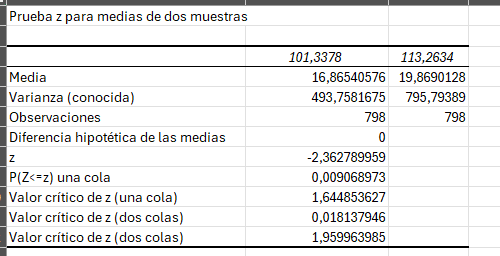 Prueba z para medias de dos muestras
101,3378 113,2634
Media 16,86540576 19,8690128
Varianza (conocida) 493,7581675 795,79389
Observaciones 798 798
Diferencia hipotética de las medias 0
z -2,362789959
P(Z<=z) una cola 0,009068973
Valor crítico de z (una cola) 1,644853627
Valor crítico de z (dos colas) 0,018137946
Valor crítico de z (dos colas) 1,959963985